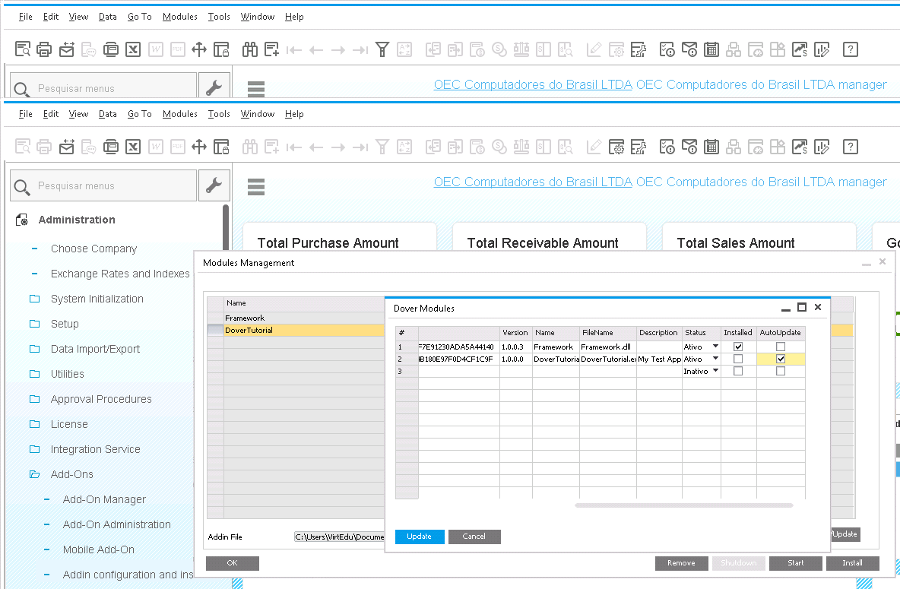 File Edit View Data Go To Modules Tools Window Help
Pesquisar menus
OEC Computadores do Brasil LTDA OEC Computadores do Brasil LTDA manager
File Edit View Data Go To Modules Tools Window Help
Pesquisar menus
OEC Computadores do Brasil LTDA OEC Computadores do Brasil LTDA manager
Administration
Choose Company
Exchange Rates and Indexes
System Initialization
Setup
Data Import/Export
Utilities
Approval Procedures
License
Integration Service
Add-Ons
Add-On Manager
Add-On Administration
Mobile Add-On
Addin configuration and ins
Total Purchase Amount
Total Receivable Amount
Total Sales Amount
Modules Management
Name
Framework
DoverTutorial
Addin File C:\Users\VirtEdu\Docume
/Update
OK Remove Shutdown Start Install
Dover Modules
# Version Name FileName Description Status Installed AutoUpdate
1 F7E91230ADA5A44140 1.0.0.3 Framework Framework.dll Ativo
2 1.0.0.0 DoverTutoria DoverTutorial.e My Test App Ativo
3 Inativo
Update Cancel